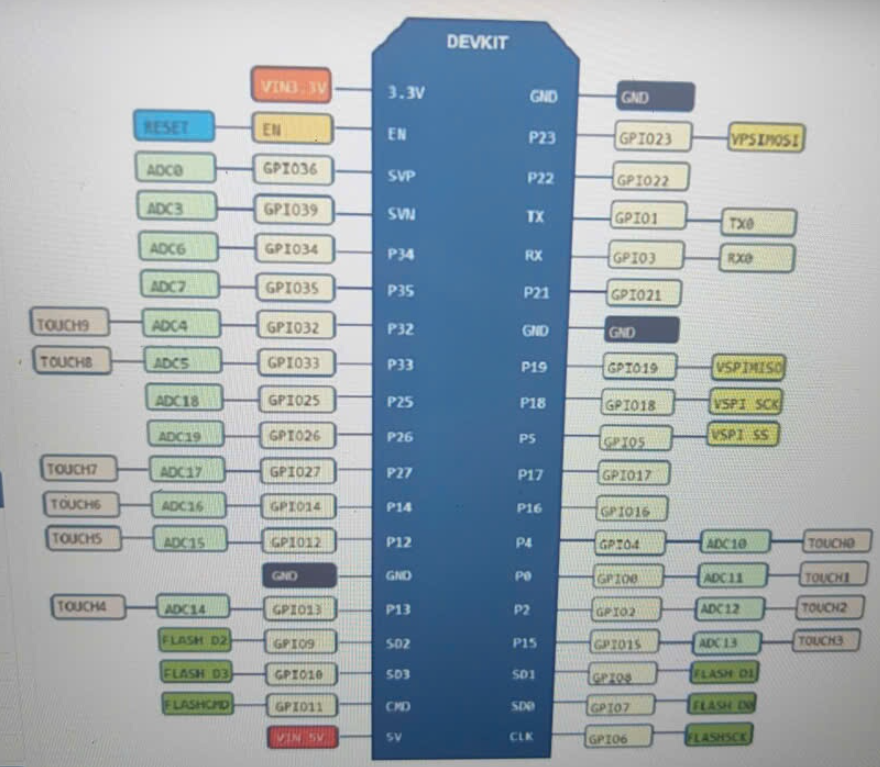 DEVKIT
VIN3.3V 3.3V GND GND
RESET EN EN P23 GPIO23 VPSIMOSI
ADC0 GPIO36 SVP P22 GPIO22
ADC3 GPIO39 SVN TX GPIO1 TX0
ADC6 GPIO34 P34 RX GPIO3 RX0
ADC7 GPIO35 P35 P21 GPIO21
TOUCH9 ADC4 GPIO32 P32 GND GND
TOUCH8 ADC5 GPIO33 P33 P19 GPIO19 VSPIMISO
ADC18 GPIO25 P25 P18 GPIO18 VSPI SCK
ADC19 GPIO26 P26 P5 GPIO5 VSPI SS
TOUCH7 ADC17 GPIO27 P27 P17 GPIO17
TOUCH6 ADC16 GPIO14 P14 P16 GPIO16
TOUCH5 ADC15 GPIO12 P12 P4 GPIO4 ADC10 TOUCH0
GND GND P0 GPIO0 ADC11 TOUCH1
TOUCH4 ADC14 GPIO13 P13 P2 GPIO2 ADC12 TOUCH2
FLASH D2 GPIO9 SD2 P15 GPIO15 ADC13 TOUCH3
FLASH D3 GPIO10 SD3 SD1 GPIO8 FLASH D1
FLASHCMD GPIO11 CMD SD0 GPIO7 FLASH D0
VIN 5V 5V CLK GPIO6 FLASHSCK